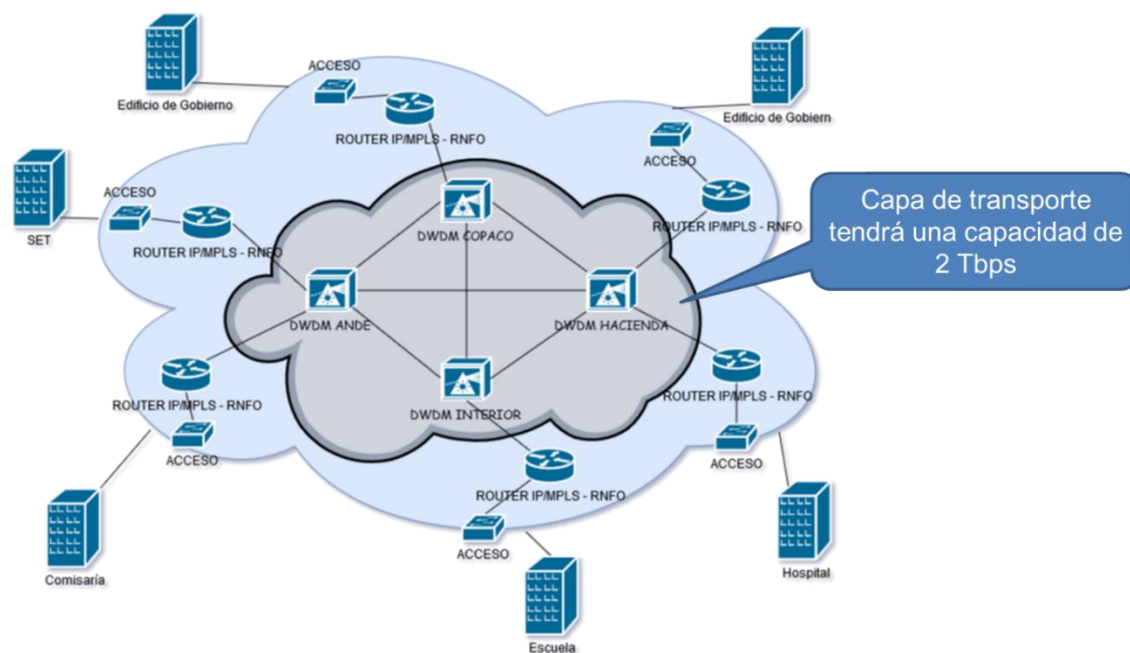 ACCESO
Edificio de Gobierno
ROUTER IP/MPLS - RNFO
Edificio de Gobiern
ACCESO
ROUTER IP/MPLS - RNFO
ACCESO
SET
ROUTER IP/MPLS - RNFO
DWDM COPACO
Capa de transporte
tendrá una capacidad de
2 Tbps
DWDM ANDE
DWDM HACIENDA
ROUTER IP/MPLS - RNFO
ACCESO
DWDM INTERIOR
ROUTER IP/MPLS - RNFO
ACCESO
ROUTER IP/MPLS - RNFO
ACCESO
Comisaría
Hospital
Escuela